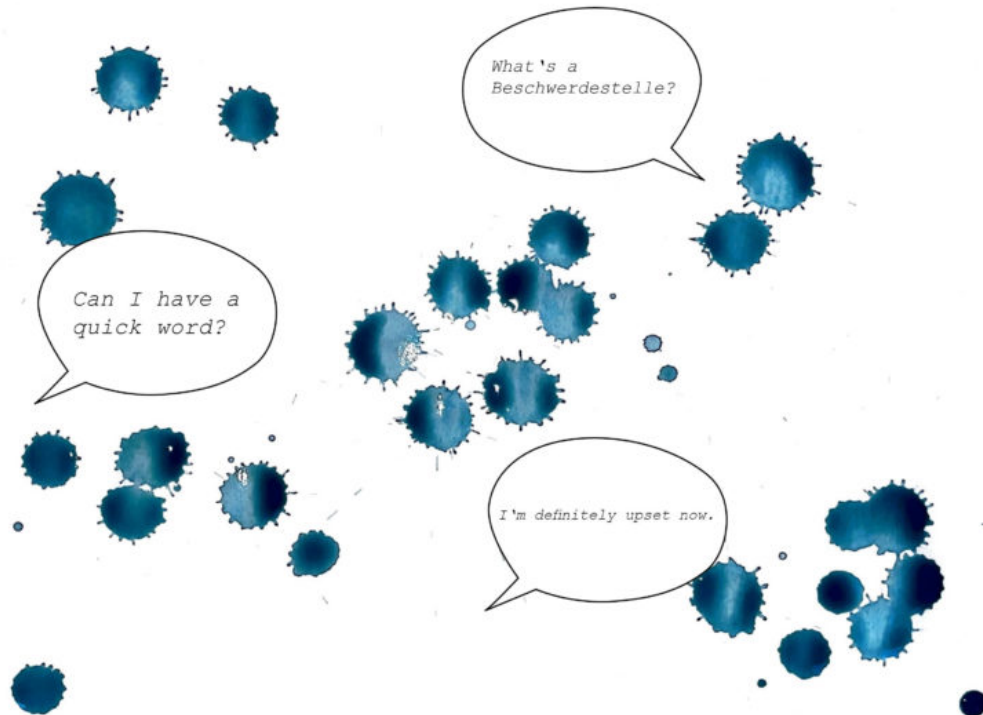 What's a
Beschwerdestelle?
Can I have a
quick word?
I'm definitely upset now.